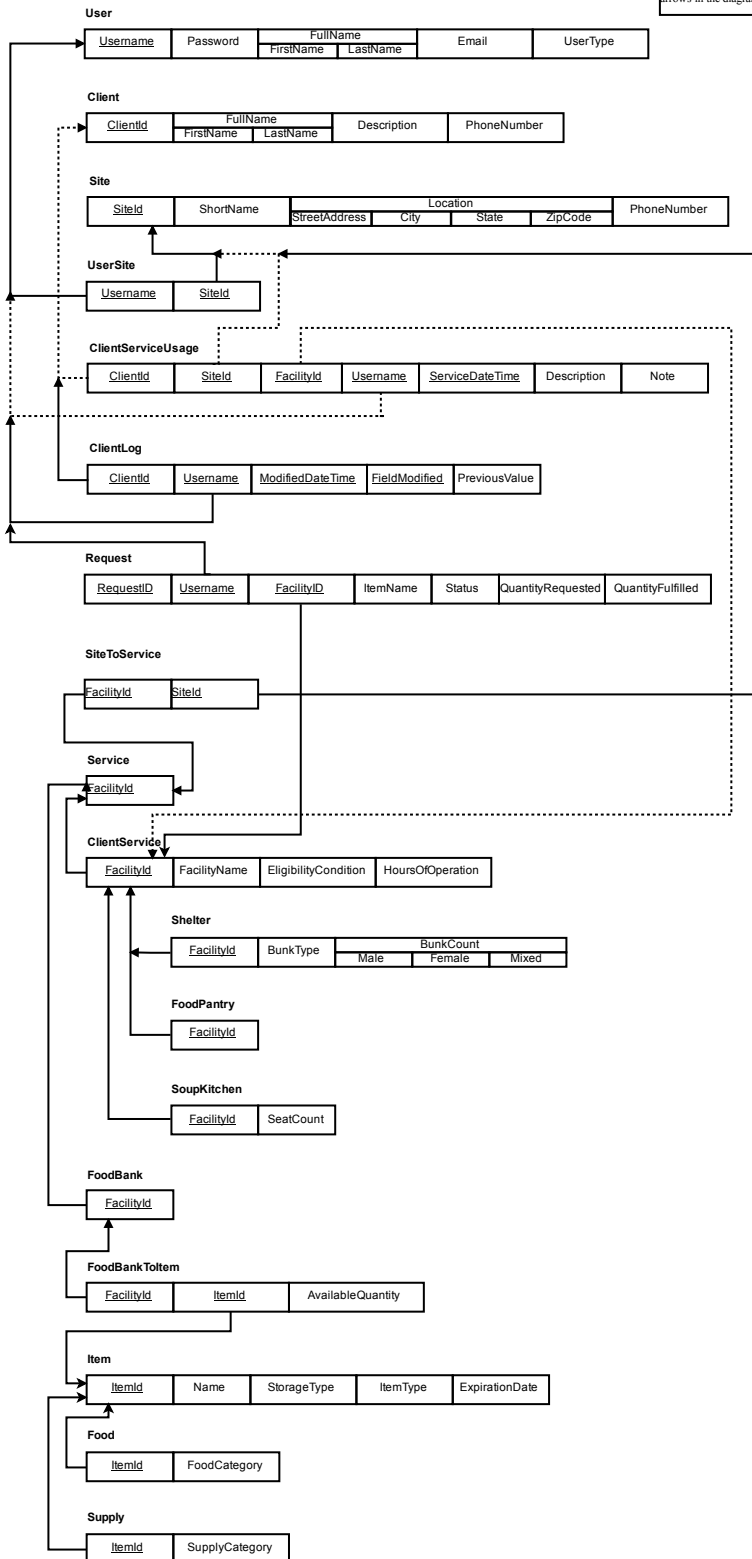 arrows in the diagram
User
Username Password FullName Email UserType
FirstName LastName
Client
ClientId FullName Description PhoneNumber
FirstName LastName
Site
SiteId ShortName Location PhoneNumber
StreetAddress City State ZipCode
UserSite
Username SiteId
ClientServiceUsage
ClientId SiteId FacilityId Username ServiceDateTime Description Note
ClientLog
ClientId Username ModifiedDateTime FieldModified PreviousValue
Request
RequestID Username FacilityID ItemName Status QuantityRequested QuantityFulfilled
SiteToService
FacilityId SiteId
Service
FacilityId
ClientService
FacilityId FacilityName EligibilityCondition HoursOfOperation
Shelter
FacilityId BunkType BunkCount
Male Female Mixed
FoodPantry
FacilityId
SoupKitchen
FacilityId SeatCount
FoodBank
FacilityId
FoodBankToItem
FacilityId ItemId AvailableQuantity
Item
ItemId Name StorageType ItemType ExpirationDate
Food
ItemId FoodCategory
Supply
ItemId SupplyCategory